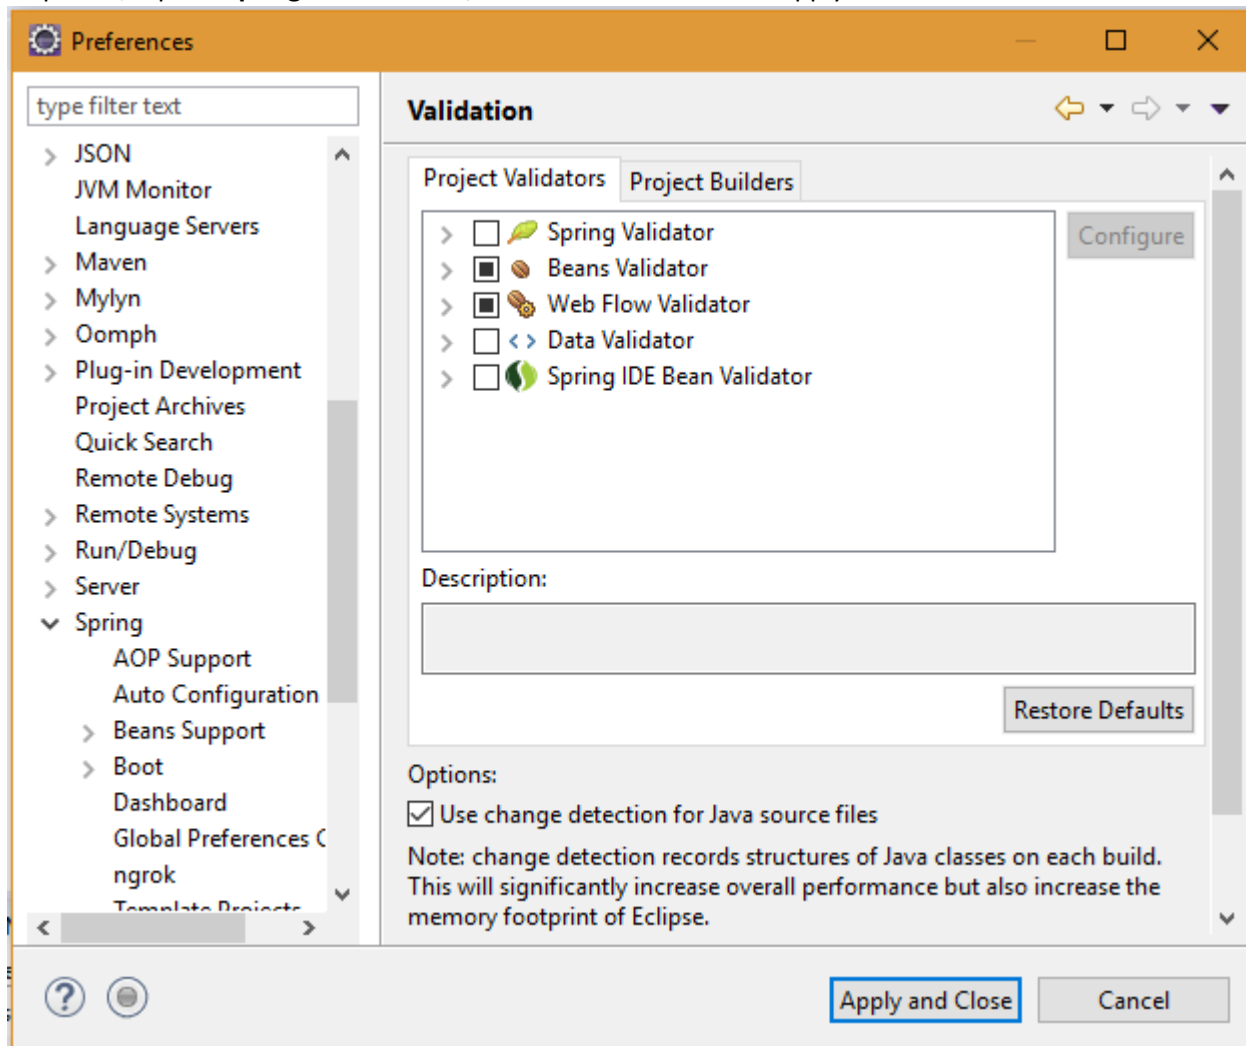 Preferences
type filter text
JSON
JVM Monitor
Language Servers
Maven
Mylyn
Oomph
Plug-in Development
Project Archives
Quick Search
Remote Debug
Remote Systems
Run/Debug
Server
Spring
AOP Support
Auto Configuration
Beans Support
Boot
Dashboard
Global Preferences
ngrok
Template Projects
Validation
Project Validators Project Builders
Spring Validator
Beans Validator
Web Flow Validator
Data Validator
Spring IDE Bean Validator
Configure
Description:
Restore Defaults
Options:
Use change detection for Java source files
Note: change detection records structures of Java classes on each build.
This will significantly increase overall performance but also increase the
memory footprint of Eclipse.
Apply and Close Cancel